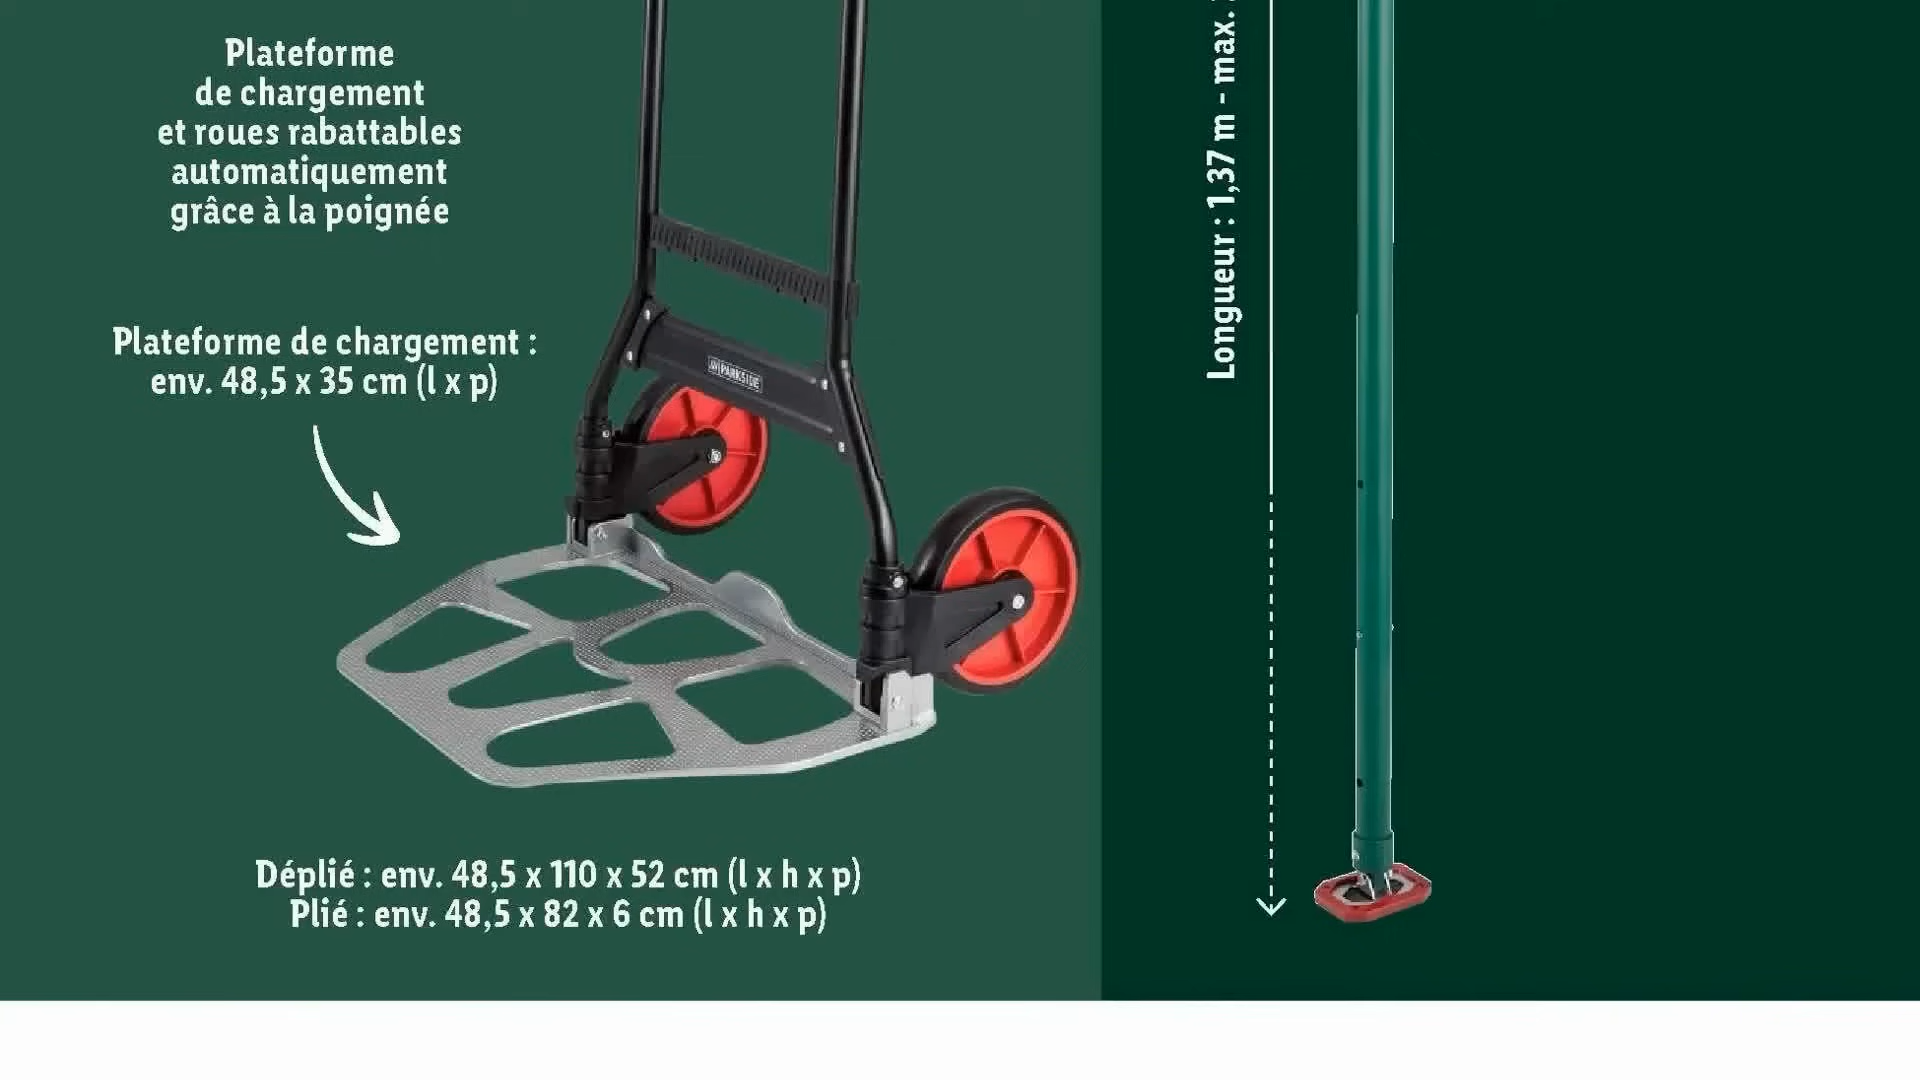 Plateforme
de chargement
et roues rabattables
automatiquement
grâce à la poignée
Plateforme de chargement :
env. 48,5 x 35 cm (l x p)
PARKSIDE
Déplié : env. 48,5 x 110 x 52 cm (l x h x p)
Plié : env. 48,5 x 82 x 6 cm (l x h x p)
Longueur : 1,37 m - max.